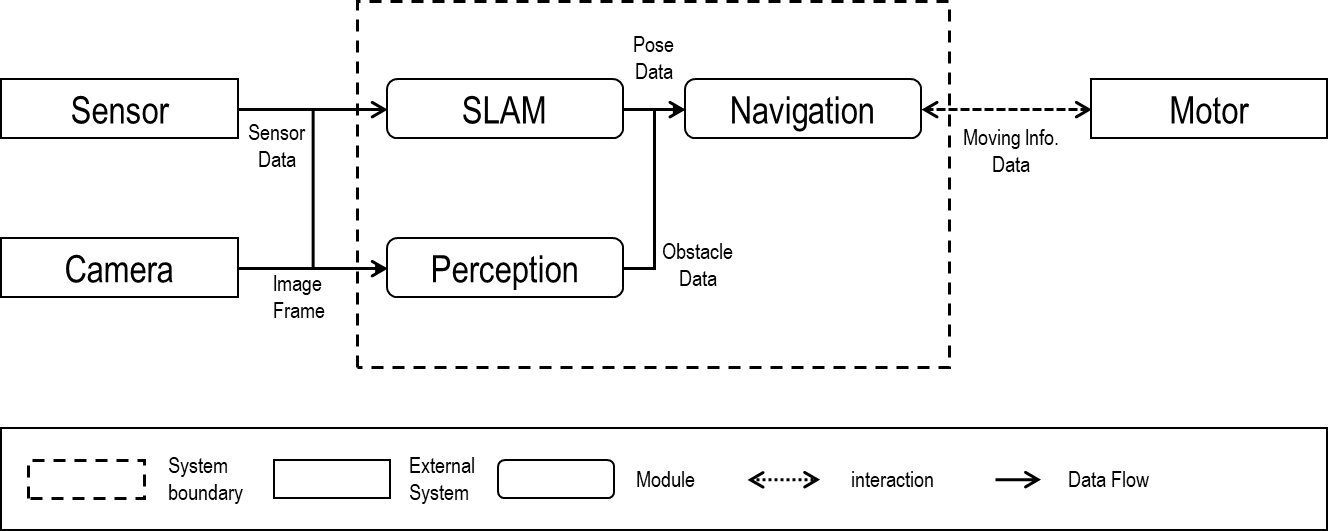 Pose
Data
Sensor
SLAM
Navigation
Motor
Sensor
Data
Moving Info.
Data
Camera
Perception
Obstacle
Data
Image
Frame
System
boundary
External
System
Module
interaction
Data Flow